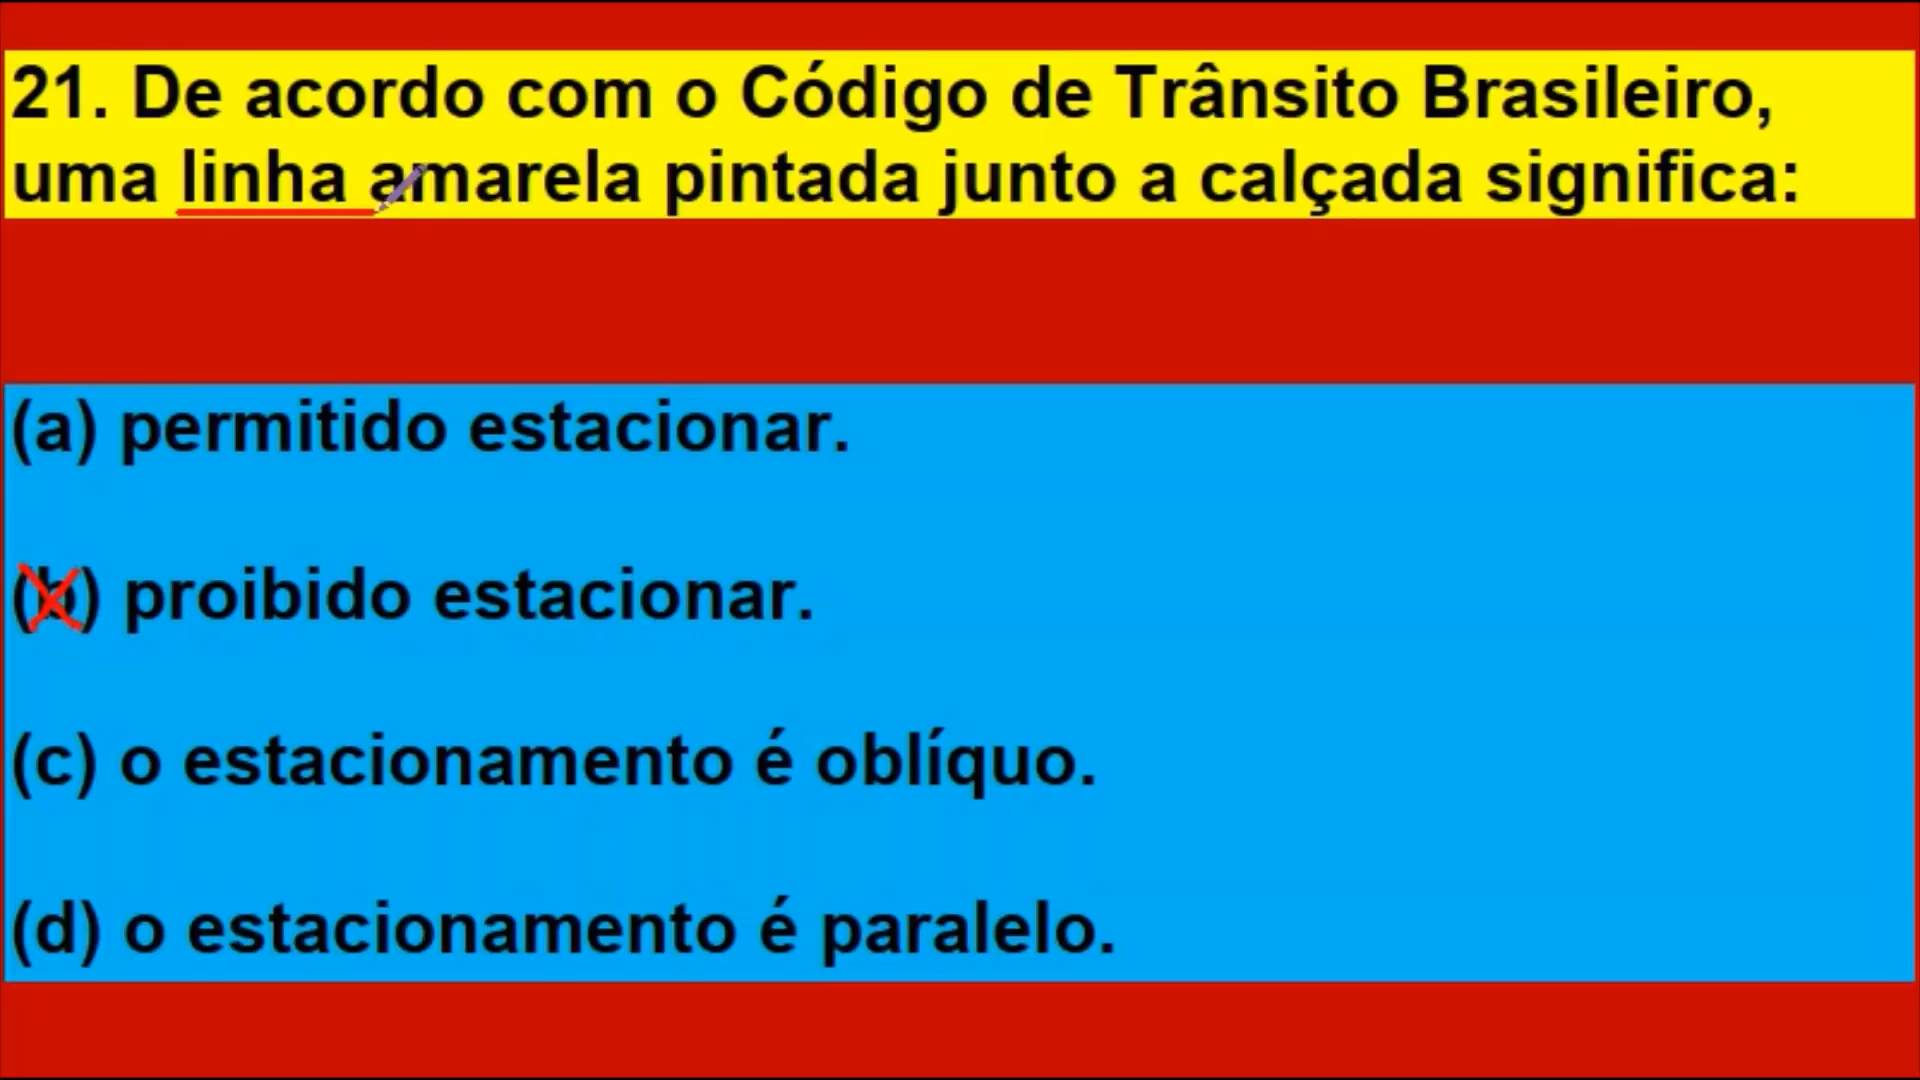 21. De acordo com o Código de Trânsito Brasileiro,
uma linha amarela pintada junto a calçada significa:
(a) permitido estacionar.
(b) proibido estacionar.
(c) o estacionamento é oblíquo.
(d) o estacionamento é paralelo.